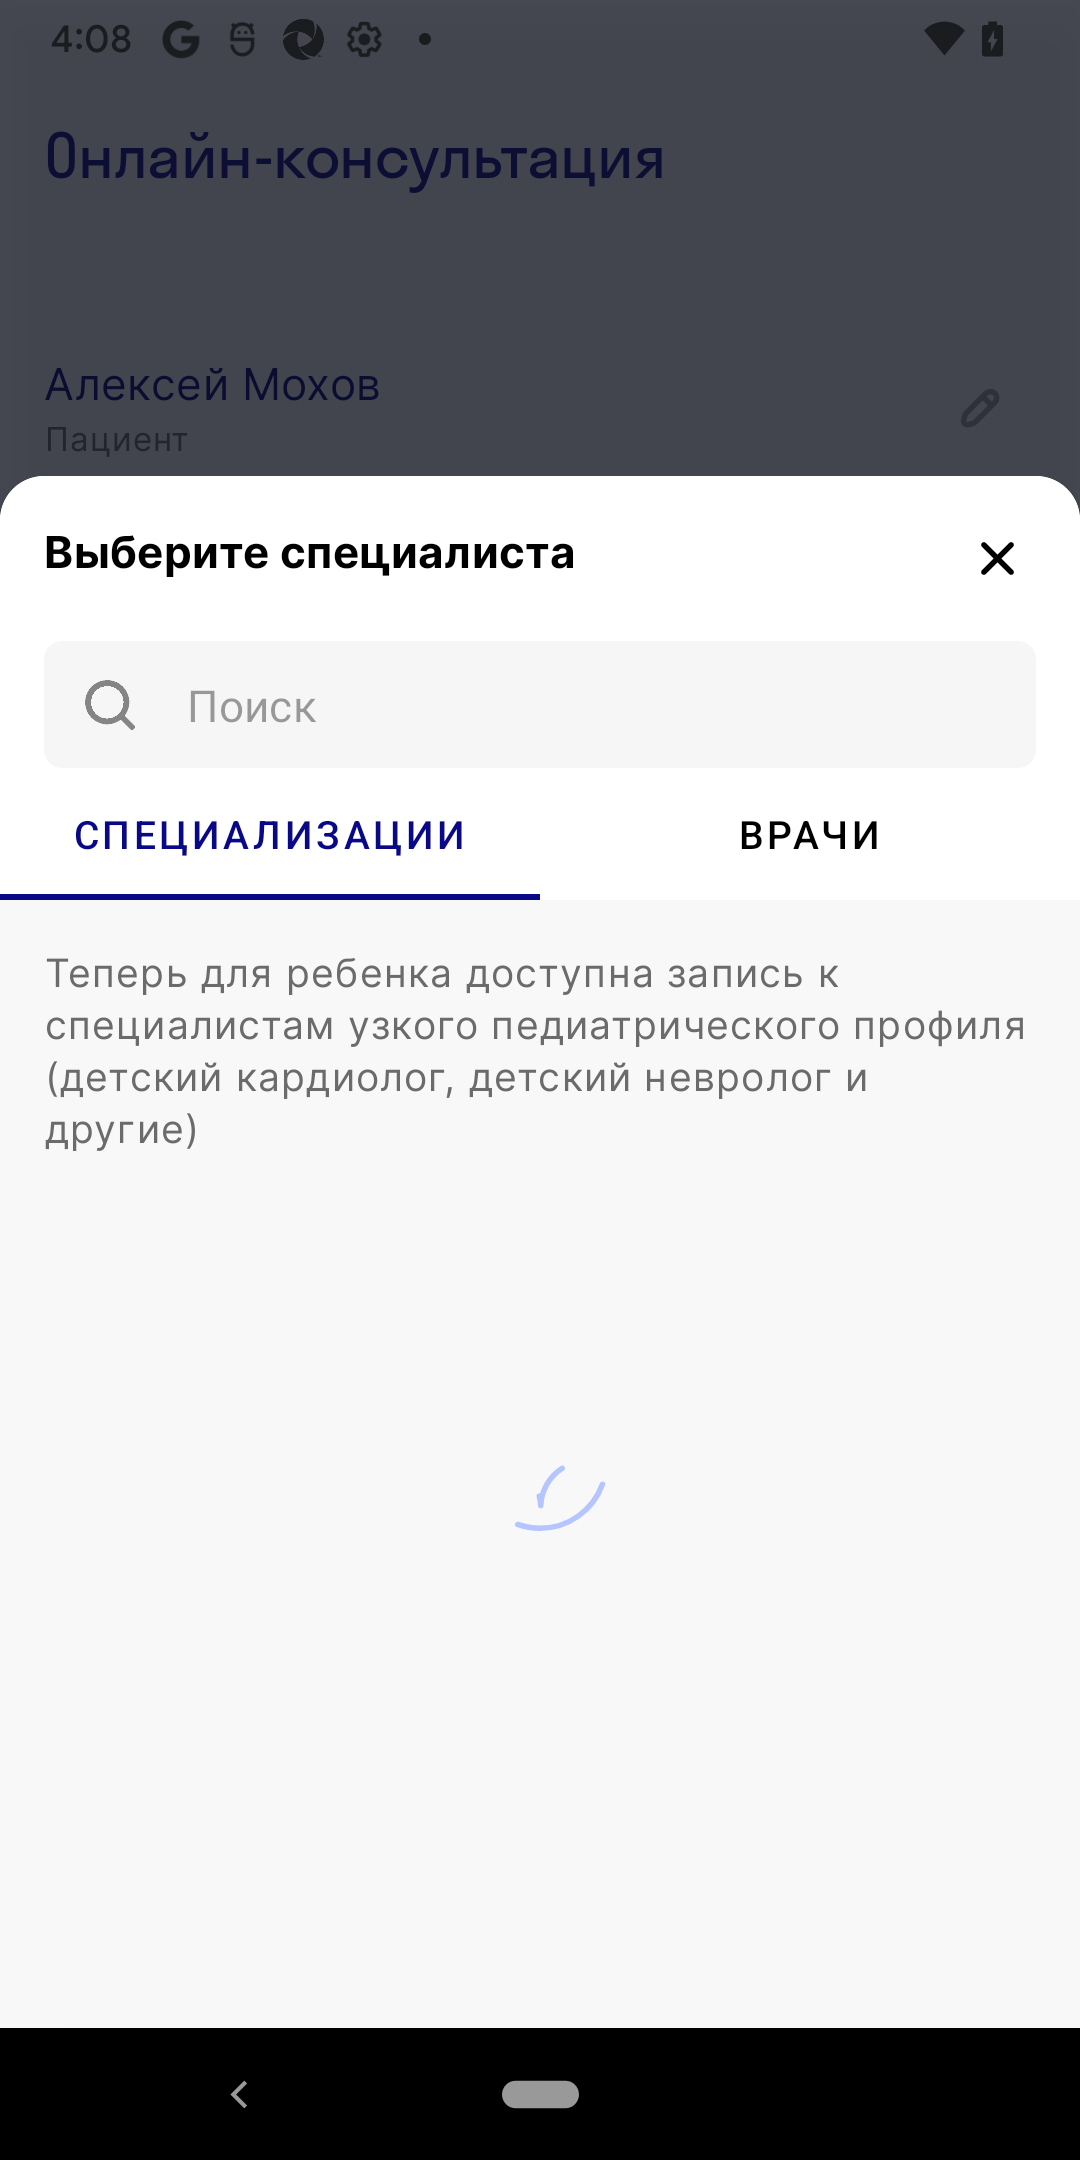 4:08
Онлайн-консультация
Алексей Мохов
Пациент
Выберите специалиста
Поиск
СПЕЦИАЛИЗАЦИИ
ВРАЧИ
Теперь для ребенка доступна запись к
специалистам узкого педиатрического профиля
(детский кардиолог, детский невролог и
другие)